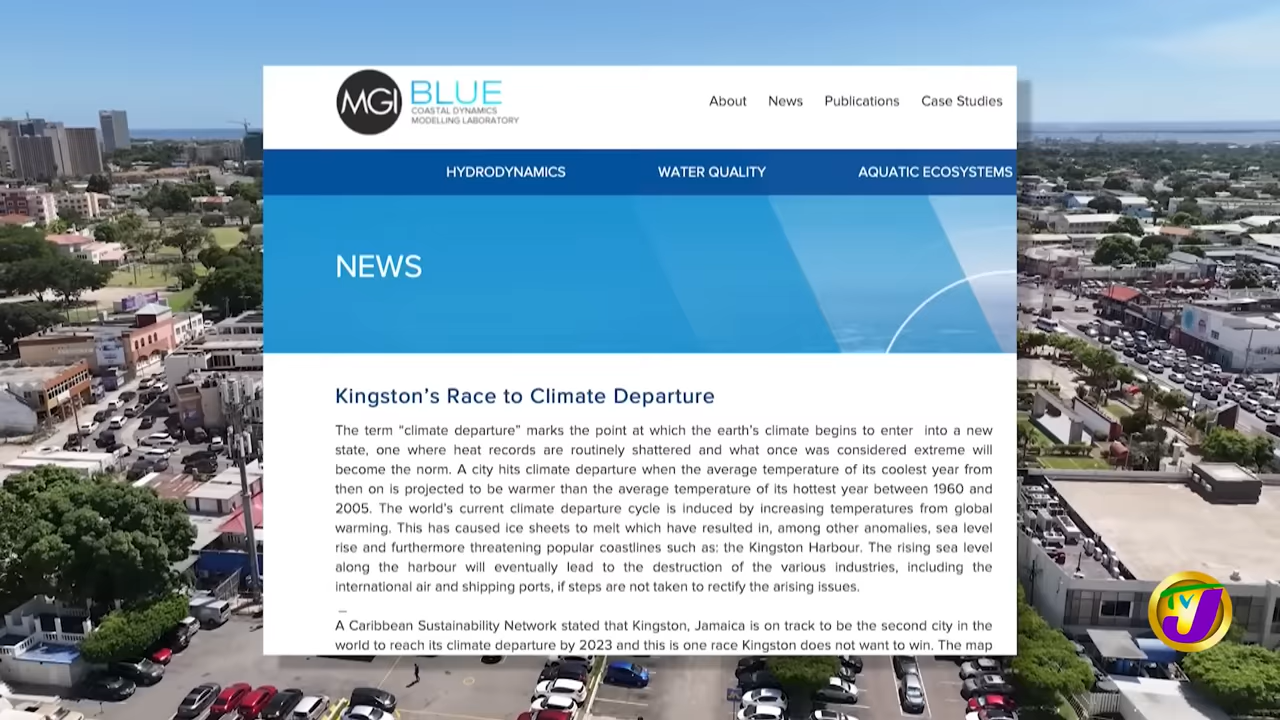 MGI BLUE
COASTAL DYNAMICS
MODELLING LABORATORY
About News Publications Case Studies
HYDRODYNAMICS WATER QUALITY AQUATIC ECOSYSTEMS
NEWS
Kingston's Race to Climate Departure
The term “climate departure” marks the point at which the earth's climate begins to enter into a new
state, one where heat records are routinely shattered and what once was considered extreme will
become the norm. A city hits climate departure when the average temperature of its coolest year from
then on is projected to be warmer than the average temperature of its hottest year between 1960 and
2005. The world's current climate departure cycle is induced by increasing temperatures from global
warming. This has caused ice sheets to melt which have resulted in, among other anomalies, sea level
rise and furthermore threatening popular coastlines such as: the Kingston Harbour. The rising sea level
along the harbour will eventually lead to the destruction of the various industries, including the
international air and shipping ports, if steps are not taken to rectify the arising issues.
_
A Caribbean Sustainability Network stated that Kingston, Jamaica is on track to be the second city in the
world to reach its climate departure by 2023 and this is one race Kingston does not want to win. The map
TVJ